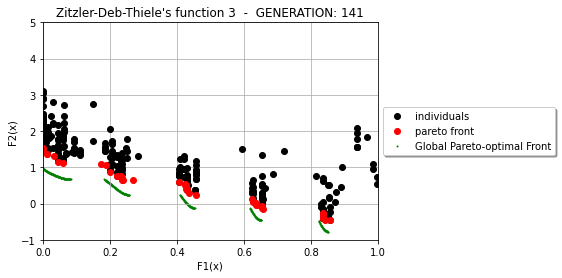 Zitzler-Deb-Thiele's function 3 - GENERATION: 141
5
4
3
2
1
0
−1
F2(x)
0.0 0.2 0.4 0.6 0.8 1.0
F1(x)
individuals
pareto front
Global Pareto-optimal Front